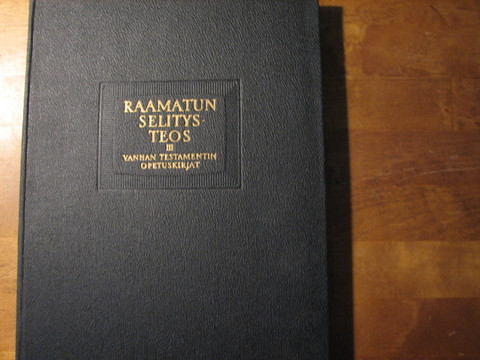 RAAMATUN
SELITYS-
TEOS
III
VANHAN TESTAMENTIN
OPETUSKIRJAT